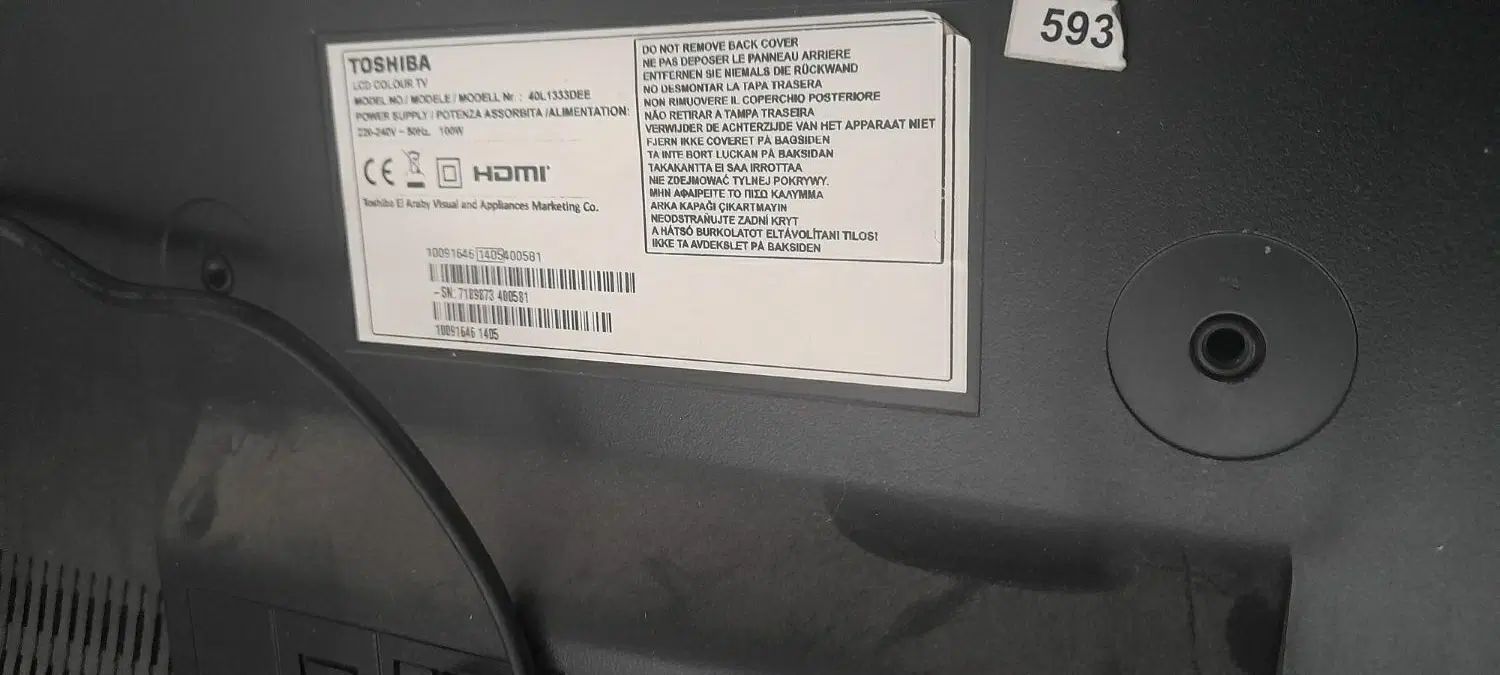 TOSHIBA
LCD COLOUR TV
MODEL NO./ MODELE / MODELL Nr. : 40L1333DEE
POWER SUPPLY / POTENZA ASSORBITA /ALIMENTATION:
220-240V ~ 50Hz. 100W
CE HDMI
Toshiba El Araby Visual and Appliances Marketing Co.
10091646 1405400581
-SN: 7189873 400581
10091646 1405
DO NOT REMOVE BACK COVER
NE PAS DEPOSER LE PANNEAU ARRIERE
ENTFERNEN SIE NIEMALS DIE RÜCKWAND
NO DESMONTAR LA TAPA TRASERA
NON RIMUOVERE IL COPERCHIO POSTERIORE
NÃO RETIRAR A TAMPA TRASEIRA
VERWIJDER DE ACHTERZIJDE VAN HET APPARAAT NIET
FJERN IKKE COVERET PÅ BAGSIDEN
TA INTE BORT LUCKAN PÅ BAKSIDAN
TAKAKANTTA EI SAA IRROTTAA
NIE ZDEJMOWAĆ TYLNEJ POKRYWY.
ΜΗΝ ΑΦΑΙΡΕΙΤΕ ΤΟ ΠΙΣΩ ΚΑΛΥΜΜΑ
ARKA KAPAĞI ÇIKARTMAYIN
NEODSTRAŇUJTE ZADNÍ KRYT
A HÁTSÓ BURKOLATOT ELTÁVOLÍTANI TILOS!
IKKE TA AVDEKSLET PÅ BAKSIDEN
593